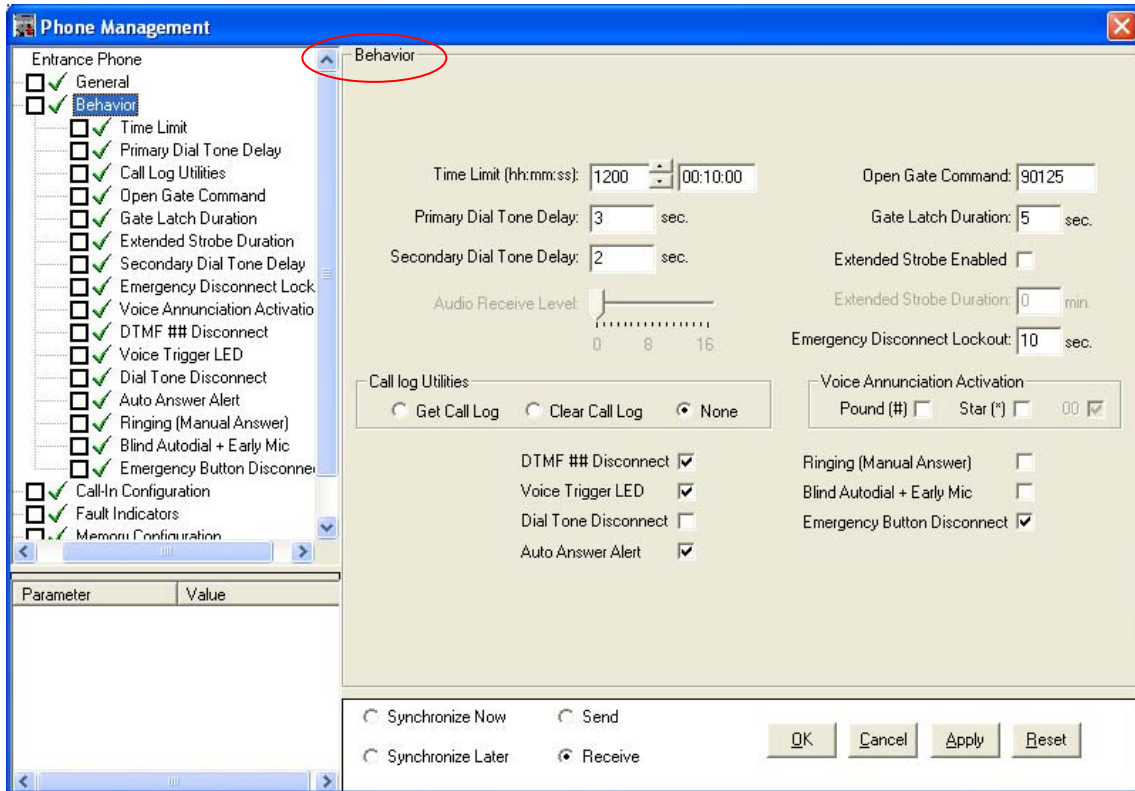 Phone Management
Entrance Phone
General
Behavior
Time Limit
Primary Dial Tone Delay
Call Log Utilities
Open Gate Command
Gate Latch Duration
Extended Strobe Duration
Secondary Dial Tone Delay
Emergency Disconnect Lock
Voice Annunciation Activatio
DTMF ## Disconnect
Voice Trigger LED
Dial Tone Disconnect
Auto Answer Alert
Ringing (Manual Answer)
Blind Autodial + Early Mic
Emergency Button Disconne
Call-In Configuration
Fault Indicators
Memory Configuration
Parameter Value
Behavior
Time Limit (hh:mm:ss): 1200 00:10:00
Primary Dial Tone Delay: 3 sec.
Secondary Dial Tone Delay: 2 sec.
Audio Receive Level:
0 8 16
Open Gate Command: 90125
Gate Latch Duration: 5 sec.
Extended Strobe Enabled
Extended Strobe Duration: 0 min.
Emergency Disconnect Lockout: 10 sec.
Call log Utilities
Get Call Log Clear Call Log None
Voice Annunciation Activation
Pound (#) Star (*) 00
DTMF ## Disconnect
Voice Trigger LED
Dial Tone Disconnect
Auto Answer Alert
Ringing (Manual Answer)
Blind Autodial + Early Mic
Emergency Button Disconnect
Synchronize Now Send
Synchronize Later Receive
OK Cancel Apply Reset